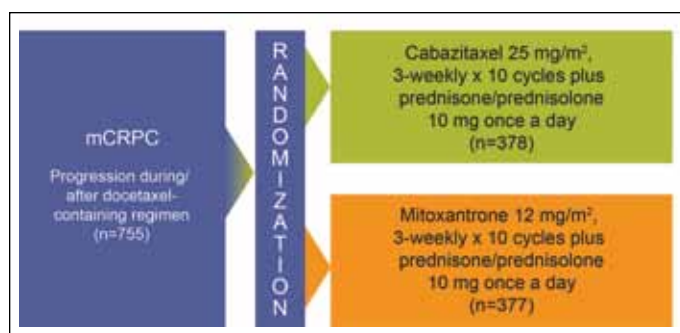 mCRPC
Progression during/
after docetaxel-
containing regimen
(n=755)
RANDOMIZATION
Cabazitaxel 25 mg/m²,
3-weekly x 10 cycles plus
prednisone/prednisolone
10 mg once a day
(n=378)
Mitoxantrone 12 mg/m²,
3-weekly x 10 cycles plus
prednisone/prednisolone
10 mg once a day
(n=377)